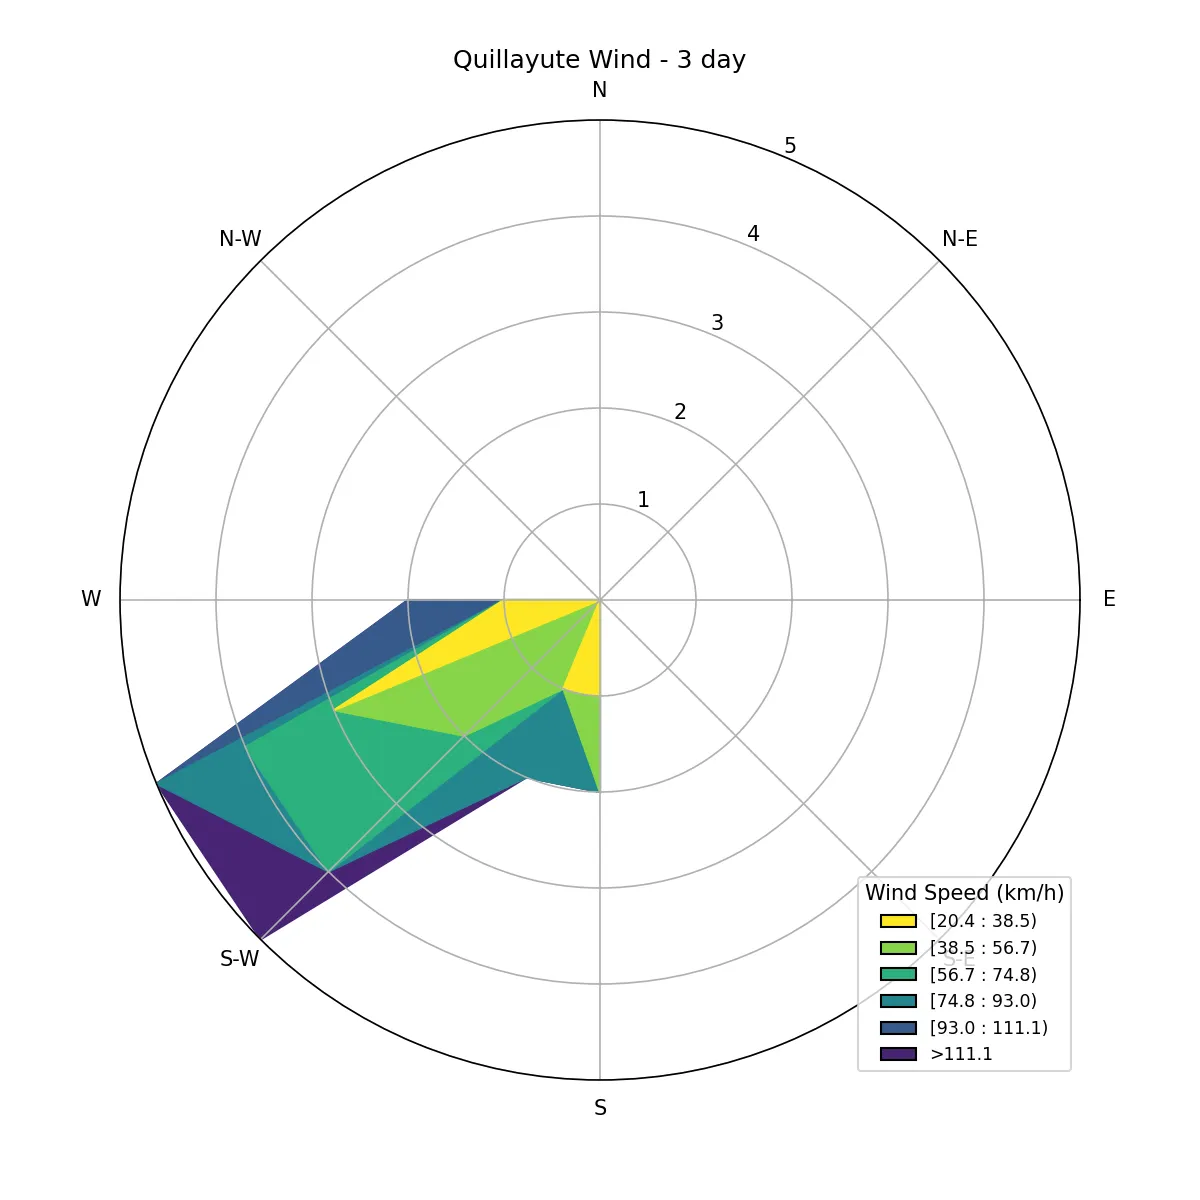 Quillayute Wind - 3 day
N
5
N-W
N-E
4
3
2
1
W
E
Wind Speed (km/h)
[20.4 : 38.5)
[38.5 : 56.7)
S-W
S-E
[56.7 : 74.8)
[74.8 : 93.0)
[93.0 : 111.1)
>111.1
S